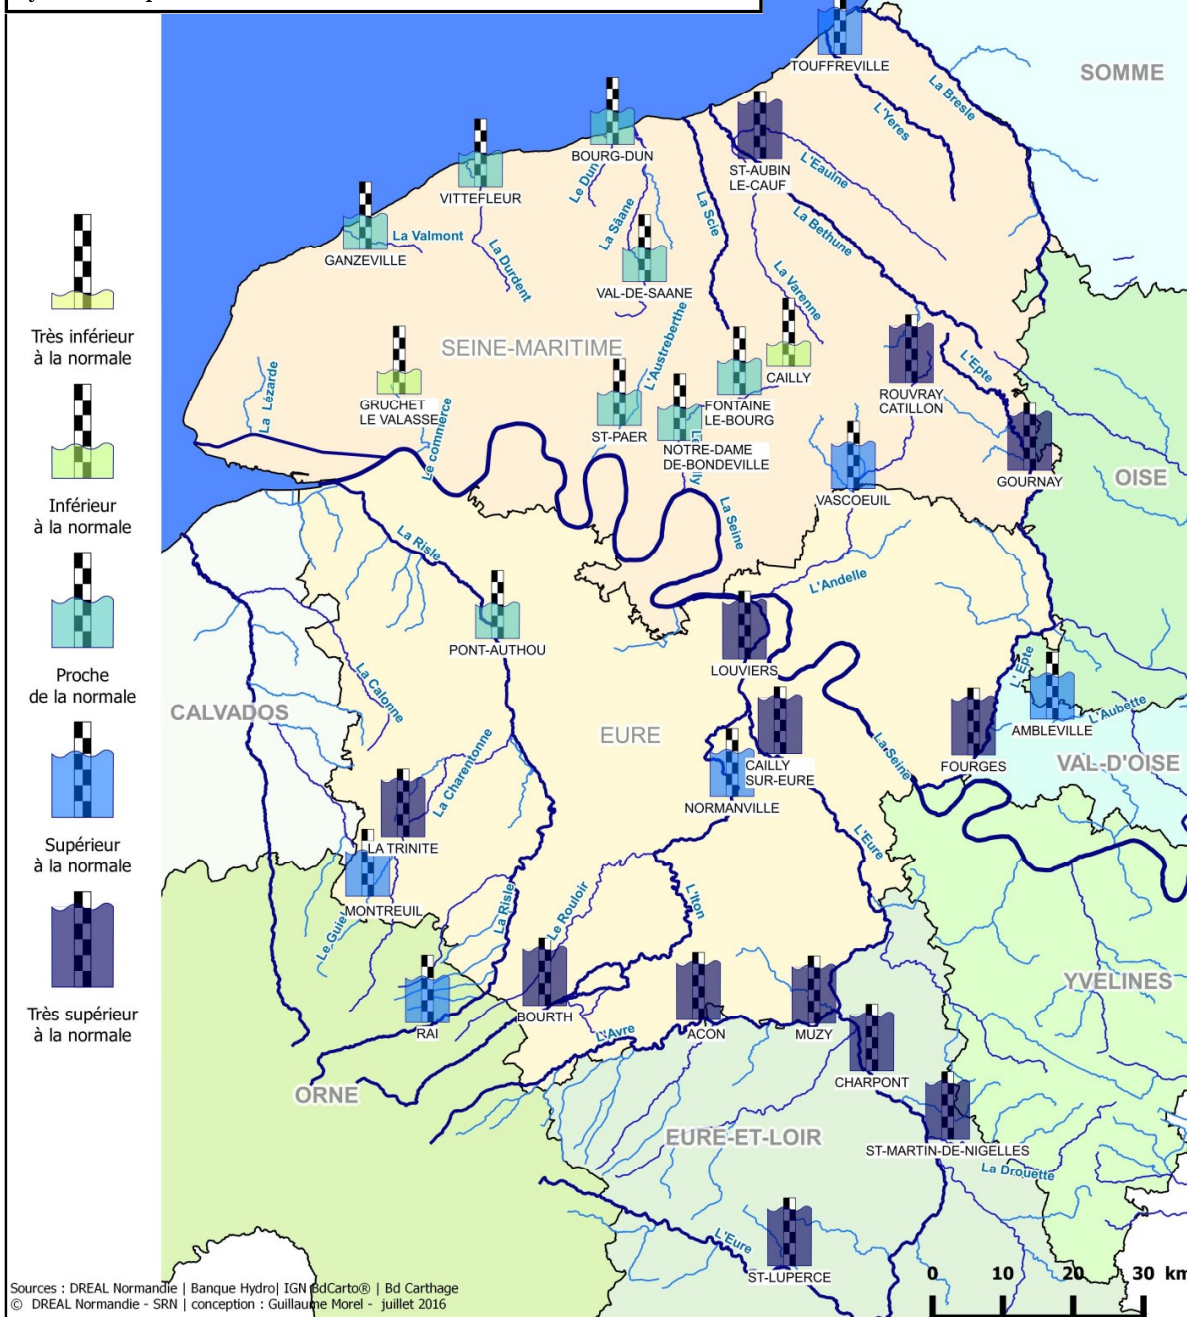 TOUFFREVILLE
SOMME
La Bresle
L'Yeres
BOURG-DUN
ST-AUBIN
LE-CAUF
L'Eaulne
VITTEFLEUR
Le Dun
La Sâane
La Scie
La Bethune
GANZEVILLE
La Valmont
La Durdent
VAL-DE-SAANE
La Varenne
Très inférieur
à la normale
SEINE-MARITIME
L'Austreberthe
CAILLY
L'Epte
La Lézarde
GRUCHET
LE VALASSE
Le commerce
ST-PAER
FONTAINE
LE-BOURG
ROUVRAY
CATILLON
NOTRE-DAME
DE-BONDEVILLE
VASCOEUIL
GOURNAY
OISE
Inférieur
à la normale
La Seine
La Risle
L'Andelle
PONT-AUTHOU
LOUVIERS
Proche
de la normale
La Calonne
L'Epte
AMBLEVILLE
L'Aubette
CALVADOS
EURE
La Seine
FOURGES
VAL-D'OISE
CAILLY
SUR-EURE
La Charentonne
NORMANVILLE
LA TRINITE
L'Eure
Supérieur
à la normale
MONTREUIL
Le Guiel
La Risle
Le Rouloir
L'Iton
YVELINES
Très supérieur
à la normale
RAI
BOURTH
L'Avre
ACON
MUZY
CHARPONT
ORNE
EURE-ET-LOIR
ST-MARTIN-DE-NIGELLES
La Drouette
L'Eure
ST-LUPERCE
0 10 20 30 km
Sources : DREAL Normandie | Banque Hydro| IGN BdCarto® | Bd Carthage
© DREAL Normandie - SRN | conception : Guillaume Morel - juillet 2016